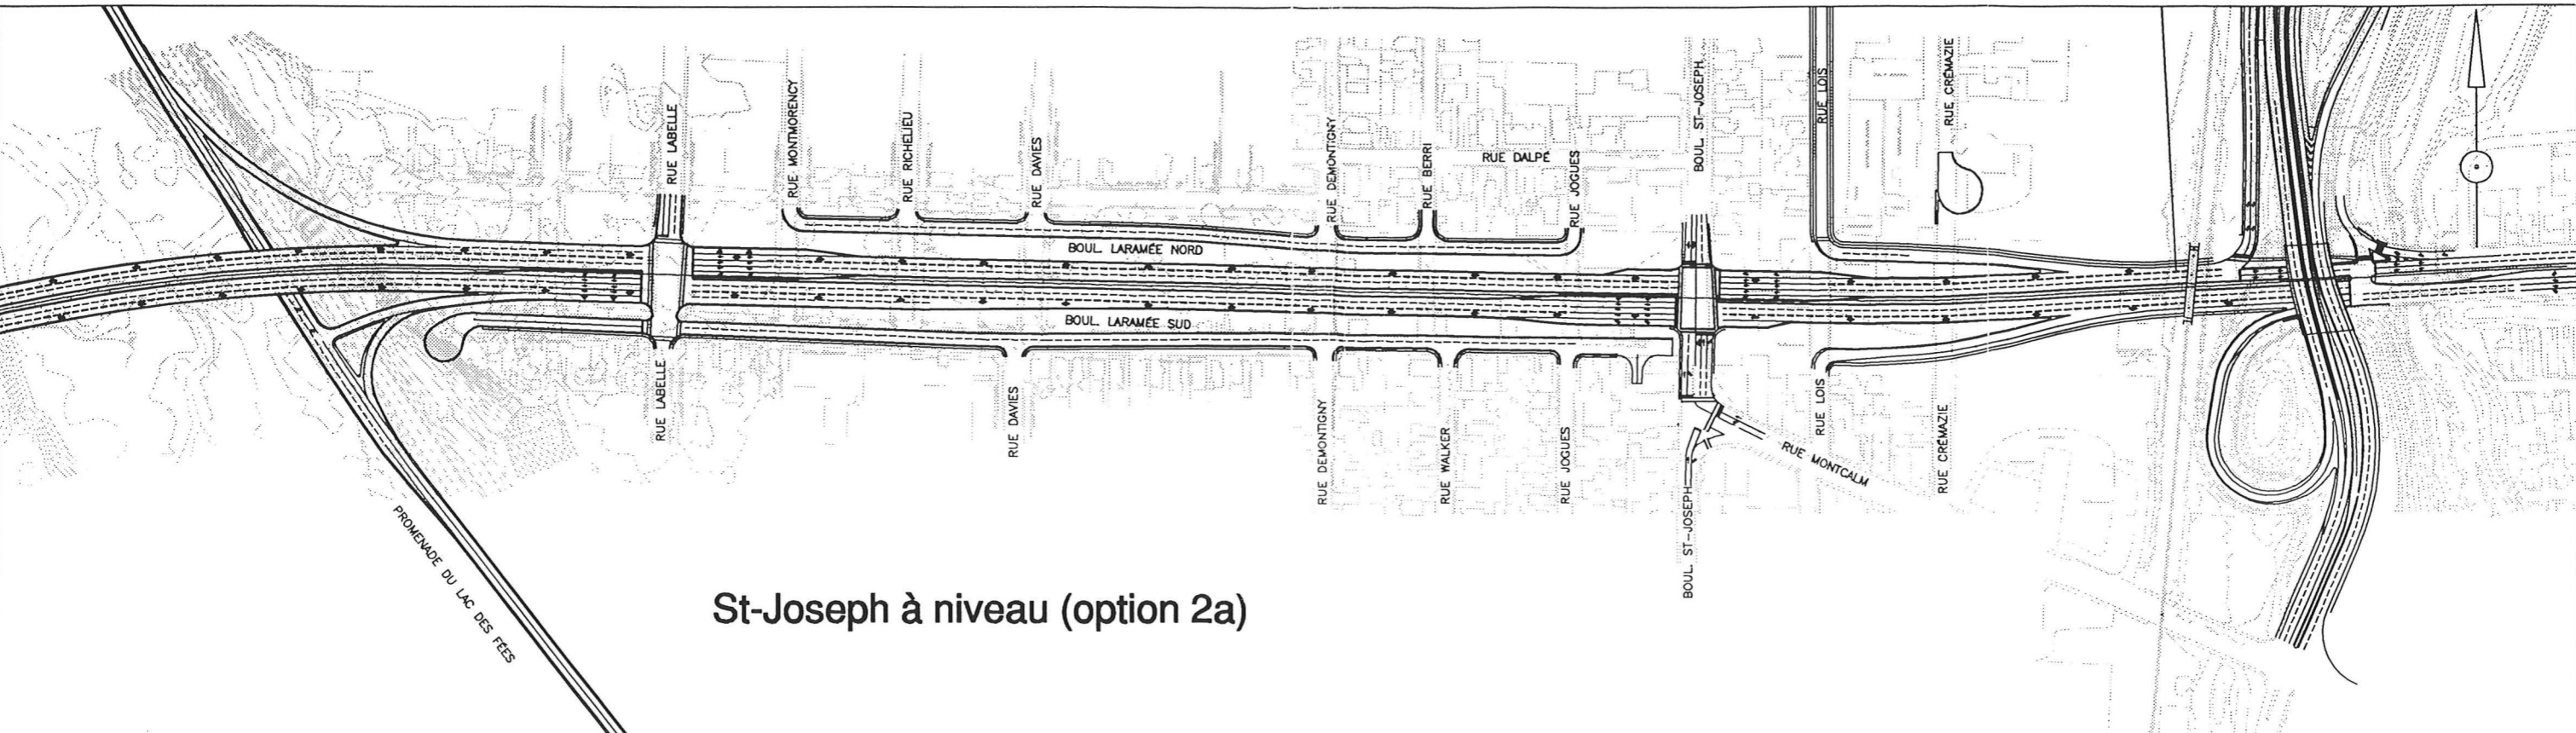 RUE LABELLE
RUE MONTMORENCY
RUE RICHELIEU
RUE DAVIES
RUE DEMONTIGNY
RUE BERRI
RUE DALPÉ
RUE JOGUES
BOUL. ST-JOSEPH
RUE LOIS
RUE CRÉMAZIE
BOUL. LARAMÉE NORD
BOUL. LARAMÉE SUD
RUE LABELLE
RUE DAVIES
RUE DEMONTIGNY
RUE WALKER
RUE JOGUES
BOUL. ST-JOSEPH
RUE MONTCALM
RUE LOIS
RUE CRÉMAZIE
PROMENADE DU LAC DES FÉES
St-Joseph à niveau (option 2a)